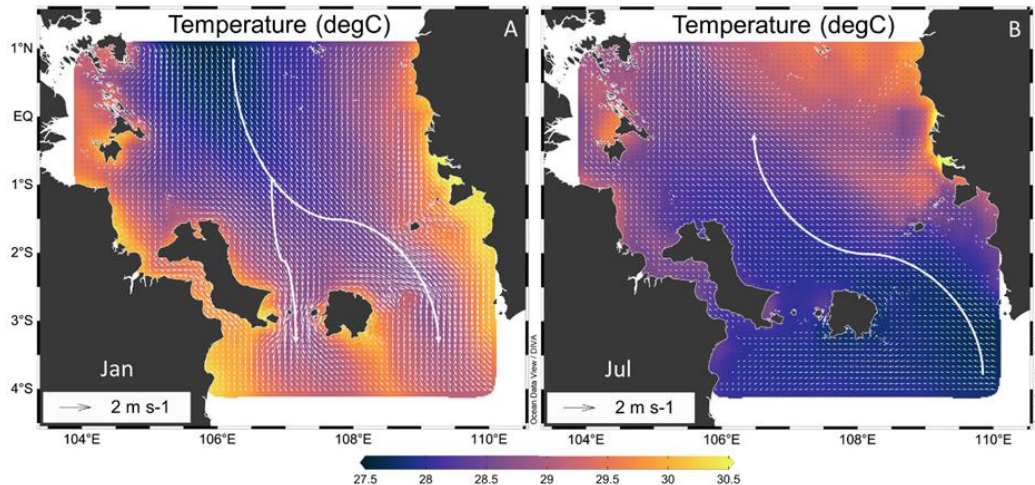 Temperature (degC)
A
1°N
EQ
1°S
2°S
3°S
4°S
Jan
2 m s-1
104°E
106°E
108°E
110°E
Ocean Data View / DIVA
Temperature (degC)
B
Jul
2 m s-1
104°E
106°E
108°E
110°E
27.5
28
28.5
29
29.5
30
30.5